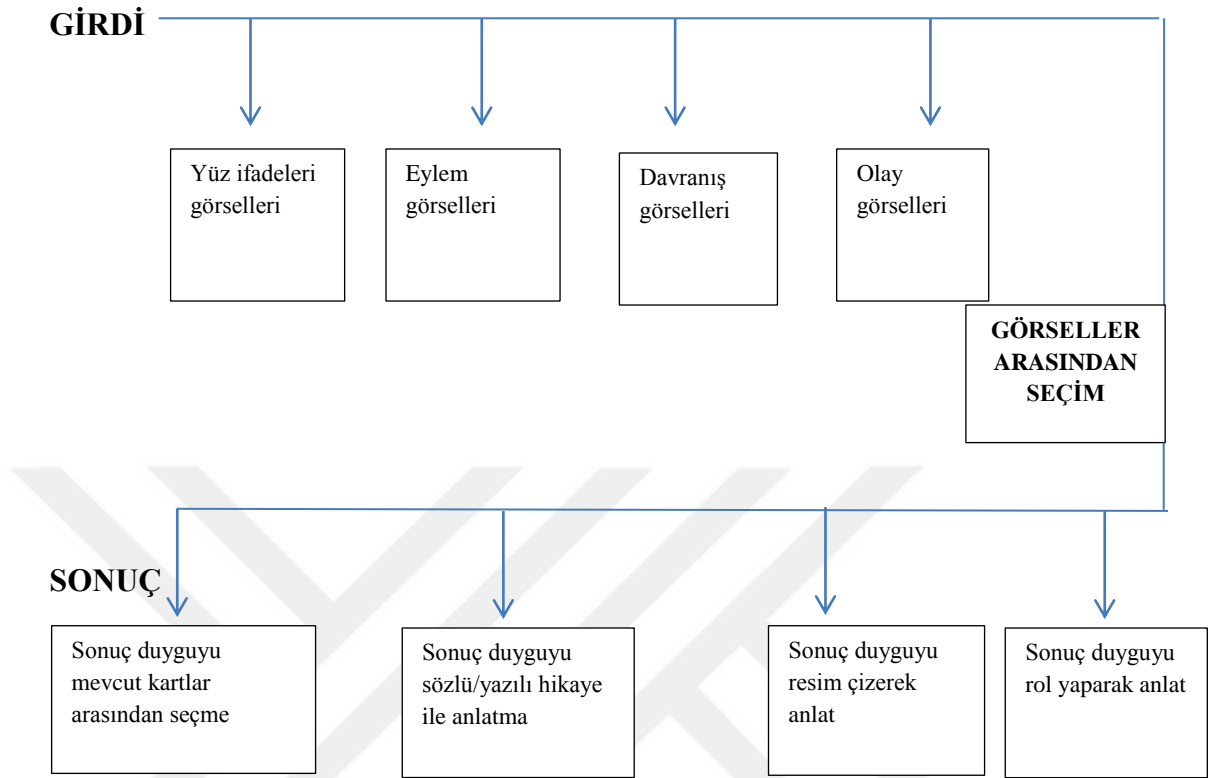 GİRDİ
Yüz ifadeleri
görselleri
Eylem
görselleri
Davranış
görselleri
Olay
görselleri
GÖRSELLER
ARASINDAN
SEÇİM
SONUÇ
Sonuç duyguyu
mevcut kartlar
arasından seçme
Sonuç duyguyu
sözlü/yazılı hikaye
ile anlatma
Sonuç duyguyu
resim çizerek
anlat
Sonuç duyguyu
rol yaparak anlat